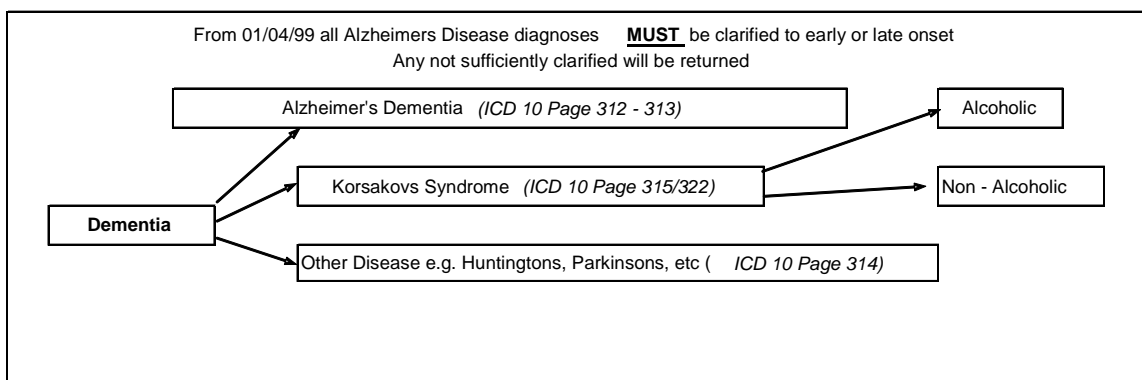 From 01/04/99 all Alzheimers Disease diagnoses MUST be clarified to early or late onset
Any not sufficiently clarified will be returned
Alzheimer's Dementia (ICD 10 Page 312 - 313)
Alcoholic
Korsakovs Syndrome (ICD 10 Page 315/322)
Non - Alcoholic
Dementia
Other Disease e.g. Huntingtons, Parkinsons, etc ( ICD 10 Page 314)